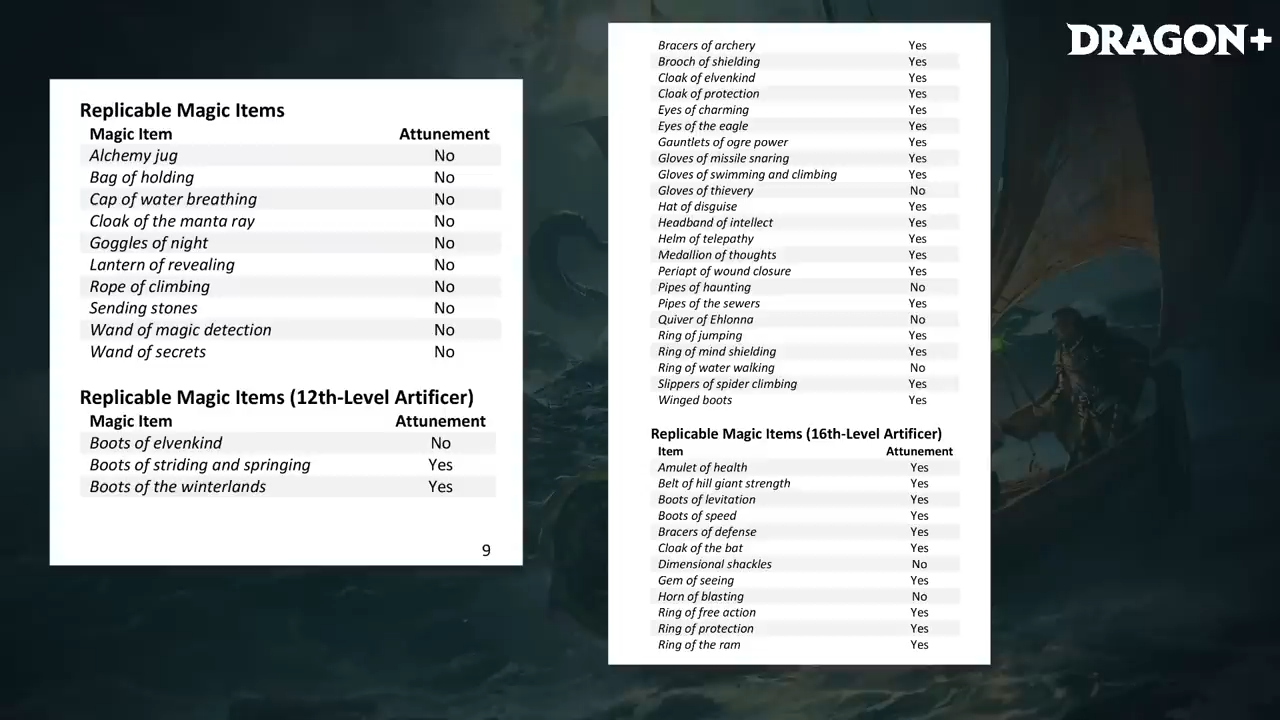 DRAGON+
Replicable Magic Items
Magic Item Attunement
Alchemy jug No
Bag of holding No
Cap of water breathing No
Cloak of the manta ray No
Goggles of night No
Lantern of revealing No
Rope of climbing No
Sending stones No
Wand of magic detection No
Wand of secrets No
Replicable Magic Items (12th-Level Artificer)
Magic Item Attunement
Boots of elvenkind No
Boots of striding and springing Yes
Boots of the winterlands Yes
9
Bracers of archery Yes
Brooch of shielding Yes
Cloak of elvenkind Yes
Cloak of protection Yes
Eyes of charming Yes
Eyes of the eagle Yes
Gauntlets of ogre power Yes
Gloves of missile snaring Yes
Gloves of swimming and climbing Yes
Gloves of thievery No
Hat of disguise Yes
Headband of intellect Yes
Helm of telepathy Yes
Medallion of thoughts Yes
Periapt of wound closure Yes
Pipes of haunting No
Pipes of the sewers Yes
Quiver of Ehlonna No
Ring of jumping Yes
Ring of mind shielding Yes
Ring of water walking No
Slippers of spider climbing Yes
Winged boots Yes
Replicable Magic Items (16th-Level Artificer)
Item Attunement
Amulet of health Yes
Belt of hill giant strength Yes
Boots of levitation Yes
Boots of speed Yes
Bracers of defense Yes
Cloak of the bat Yes
Dimensional shackles No
Gem of seeing Yes
Horn of blasting No
Ring of free action Yes
Ring of protection Yes
Ring of the ram Yes